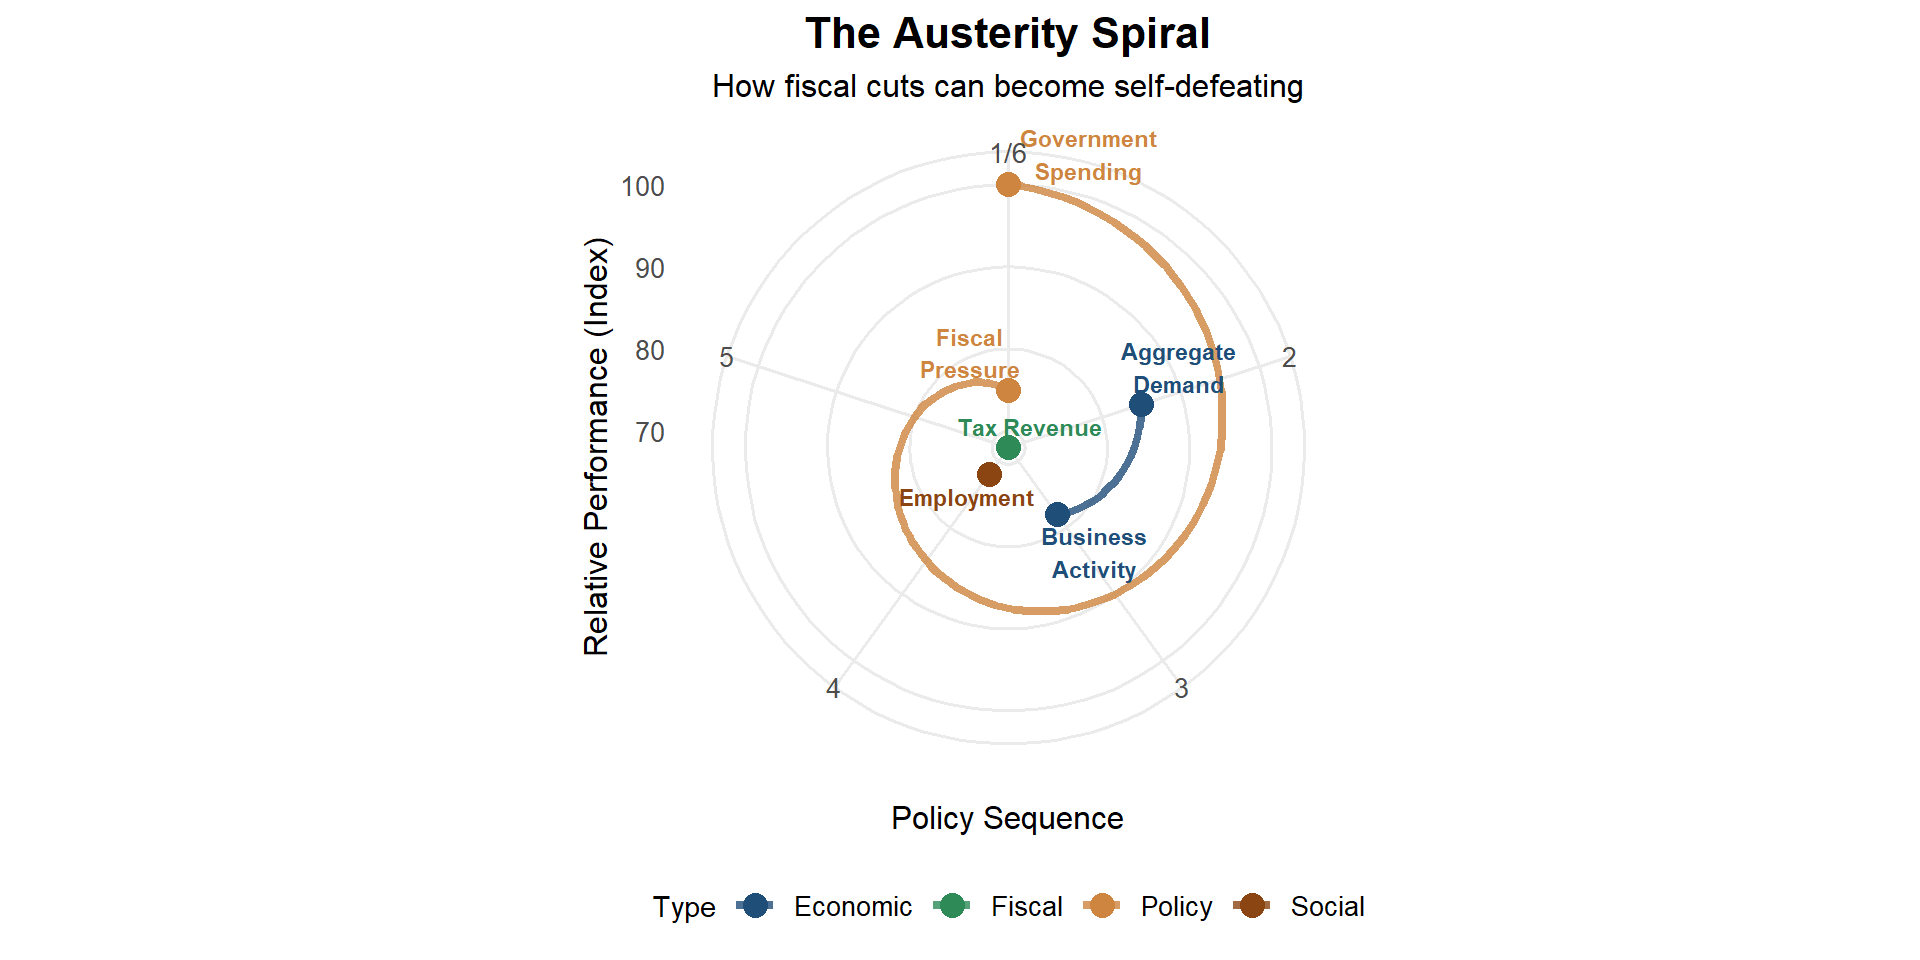 The Austerity Spiral
How fiscal cuts can become self-defeating
Government
Spending
1/6
100
90
80
70
Relative Performance (Index)
5
2
Fiscal
Pressure
Aggregate
Demand
Tax Revenue
Employment
Business
Activity
4
3
Policy Sequence
Type Economic Fiscal Policy Social